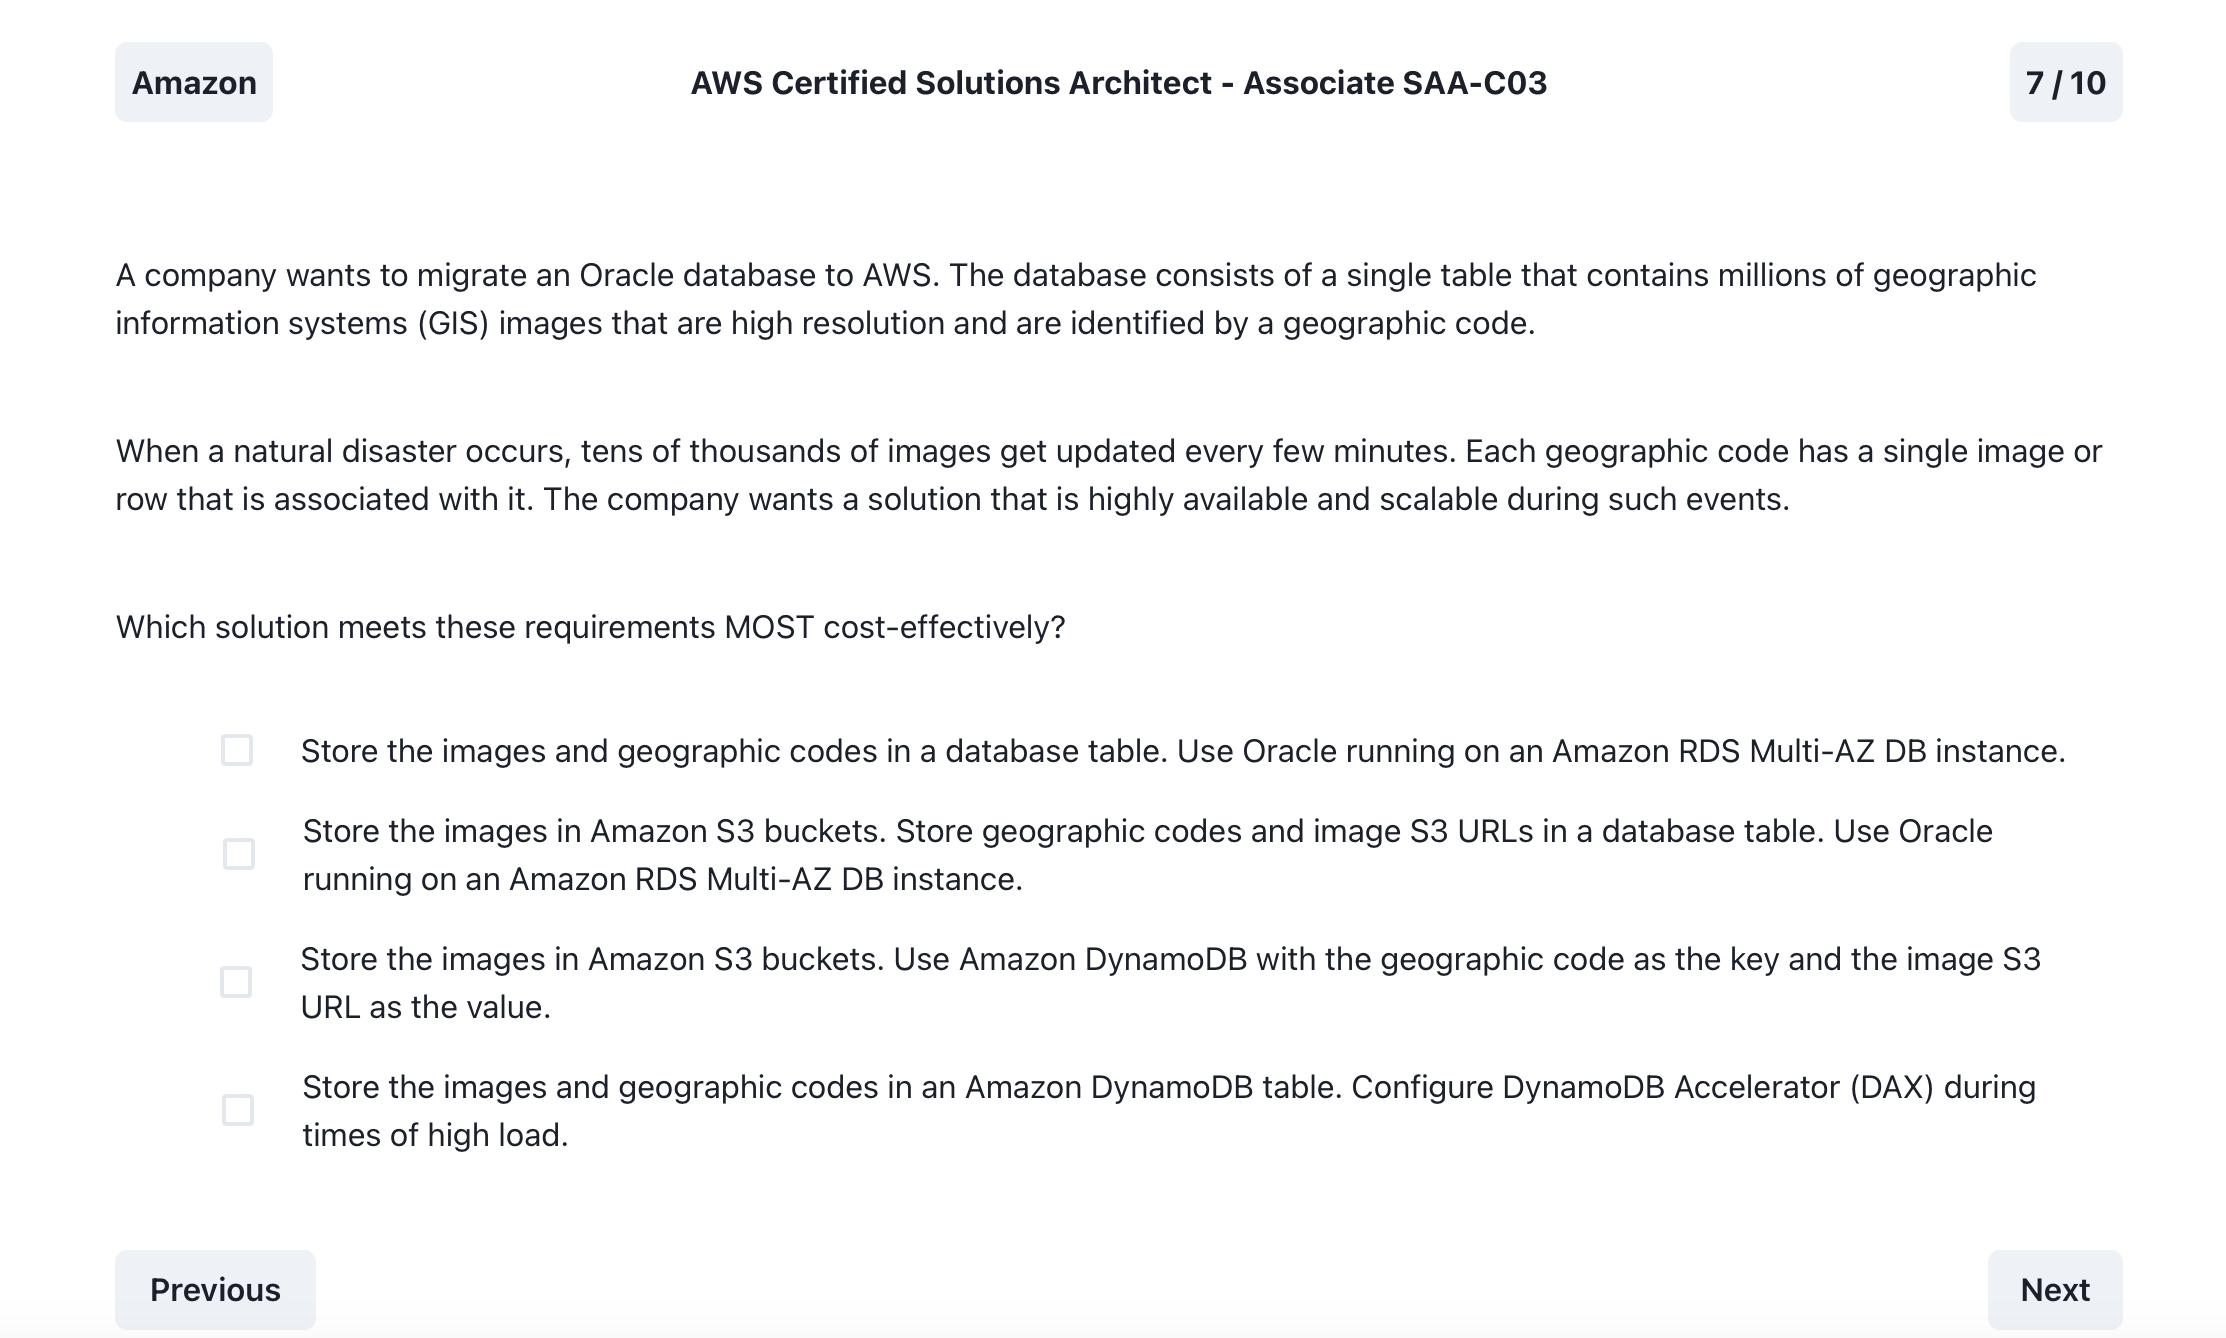 Amazon
AWS Certified Solutions Architect - Associate SAA-C03
7 / 10
A company wants to migrate an Oracle database to AWS. The database consists of a single table that contains millions of geographic
information systems (GIS) images that are high resolution and are identified by a geographic code.
When a natural disaster occurs, tens of thousands of images get updated every few minutes. Each geographic code has a single image or
row that is associated with it. The company wants a solution that is highly available and scalable during such events.
Which solution meets these requirements MOST cost-effectively?
Store the images and geographic codes in a database table. Use Oracle running on an Amazon RDS Multi-AZ DB instance.
Store the images in Amazon S3 buckets. Store geographic codes and image S3 URLs in a database table. Use Oracle
running on an Amazon RDS Multi-AZ DB instance.
Store the images in Amazon S3 buckets. Use Amazon DynamoDB with the geographic code as the key and the image S3
URL as the value.
Store the images and geographic codes in an Amazon DynamoDB table. Configure DynamoDB Accelerator (DAX) during
times of high load.
Previous
Next